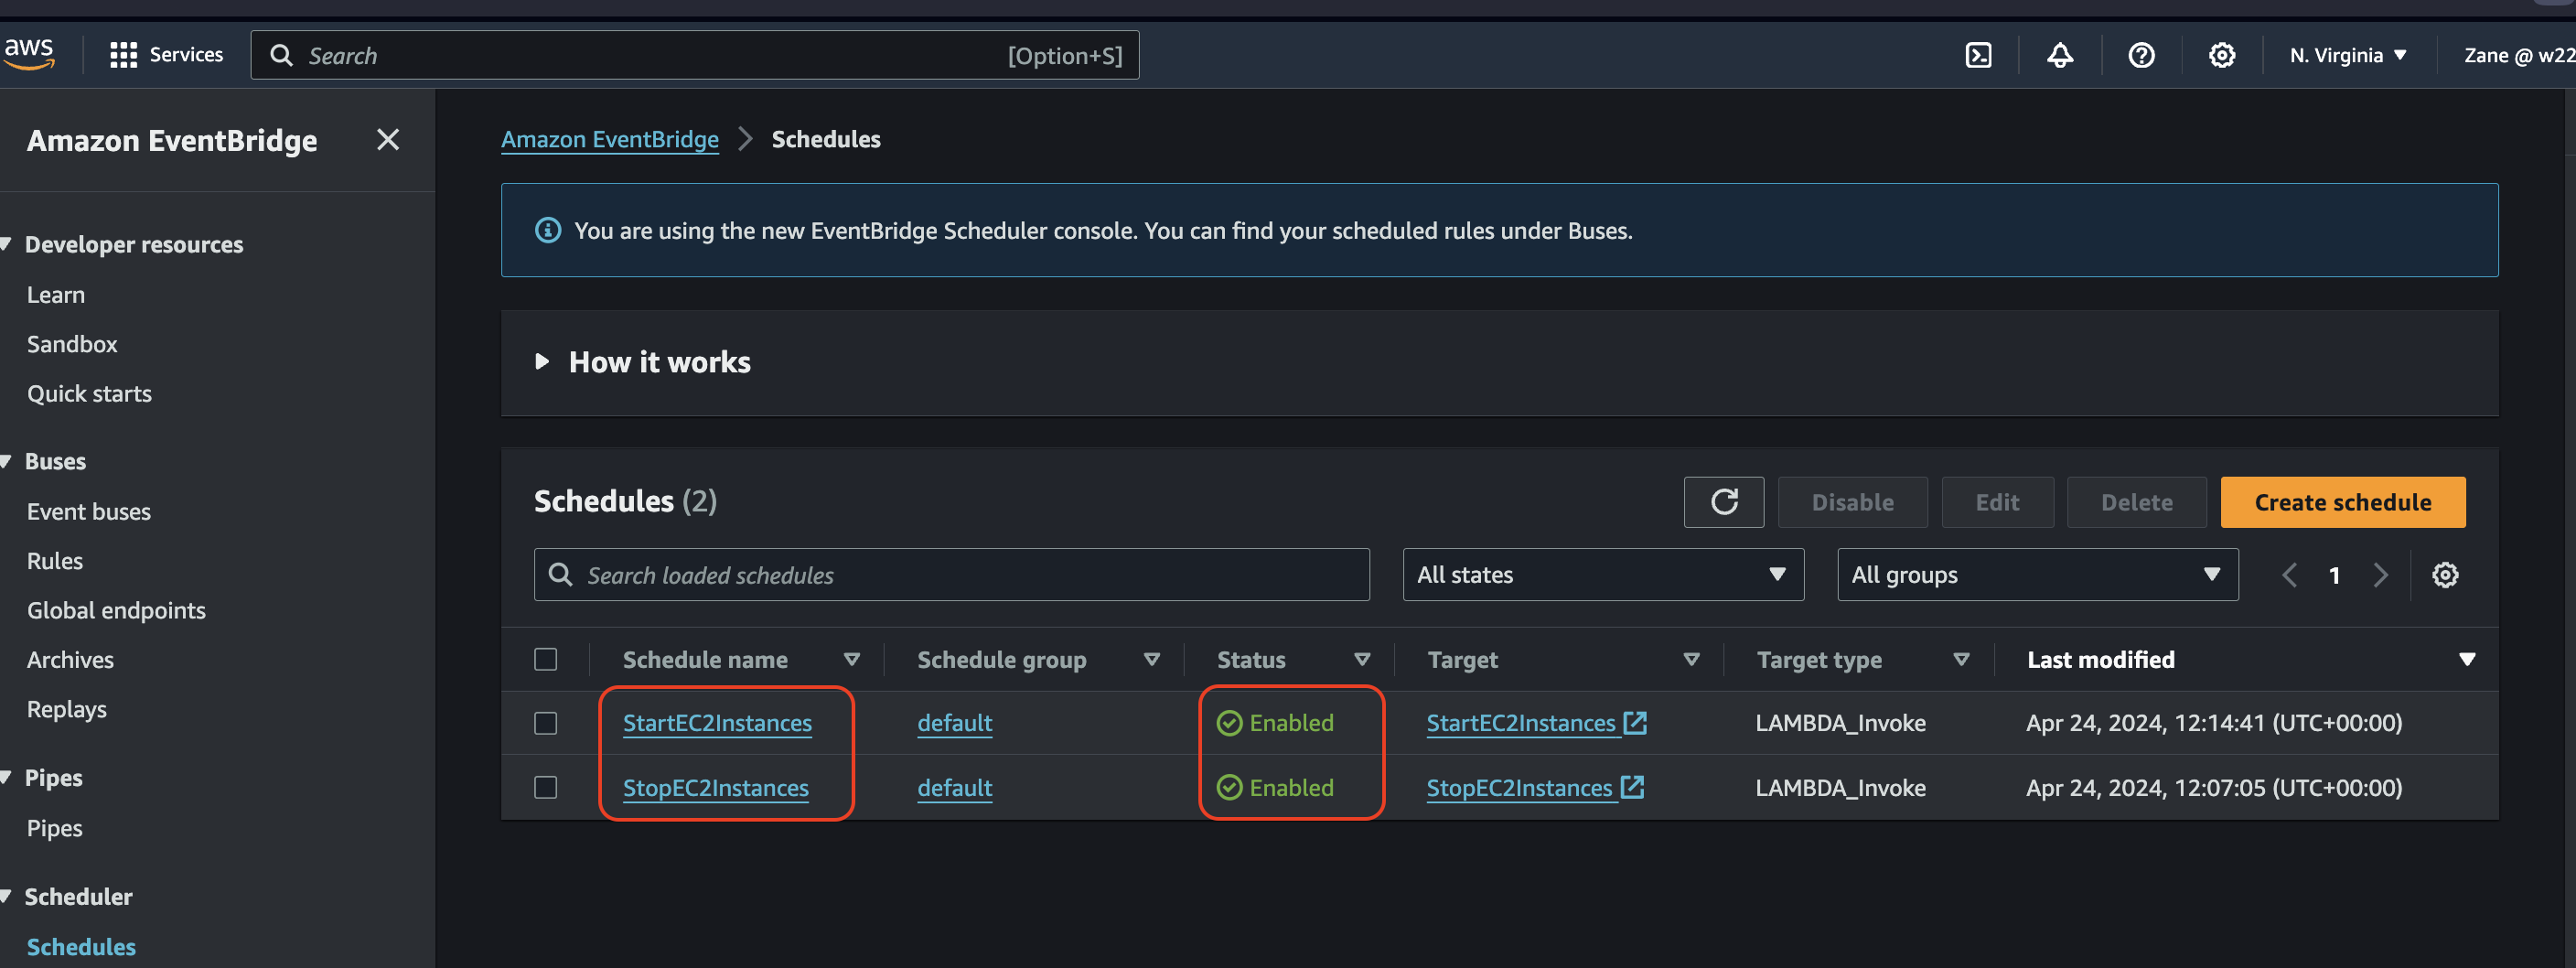 aws
Services
Search
[Option+S]
N. Virginia
Zane @ w22
Amazon EventBridge
Developer resources
Learn
Sandbox
Quick starts
Buses
Event buses
Rules
Global endpoints
Archives
Replays
Pipes
Pipes
Scheduler
Schedules
Amazon EventBridge > Schedules
You are using the new EventBridge Scheduler console. You can find your scheduled rules under Buses.
How it works
Schedules (2)
Disable
Edit
Delete
Create schedule
Search loaded schedules
All states
All groups
1
Schedule name Schedule group Status Target Target type Last modified
StartEC2Instances default Enabled StartEC2Instances LAMBDA_Invoke Apr 24, 2024, 12:14:41 (UTC+00:00)
StopEC2Instances default Enabled StopEC2Instances LAMBDA_Invoke Apr 24, 2024, 12:07:05 (UTC+00:00)